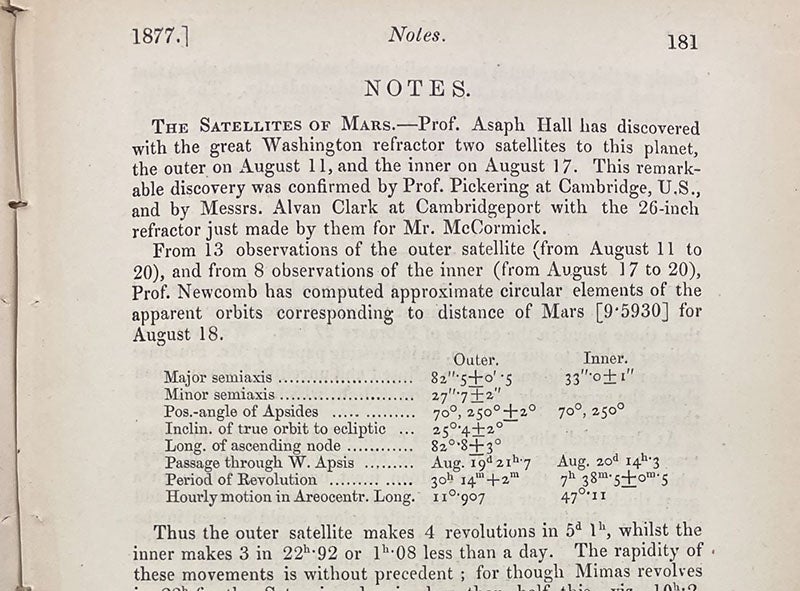 1877.] Notes. 181
NOTES.
THE SATELLITES OF MARS.—Prof. Asaph Hall has discovered
with the great Washington refractor two satellites to this planet,
the outer on August 11, and the inner on August 17. This remark-
able discovery was confirmed by Prof. Pickering at Cambridge, U.S.,
and by Messrs. Alvan Clark at Cambridgeport with the 26-inch
refractor just made by them for Mr. McCormick.
From 13 observations of the outer satellite (from August 11 to
20), and from 8 observations of the inner (from August 17 to 20),
Prof. Newcomb has computed approximate circular elements of the
apparent orbits corresponding to distance of Mars [9·5930] for
August 18.
Outer. Inner.
Major semiaxis ........................ 82"·5±0'·5 33"·0±1"
Minor semiaxis ........................ 27"·7±2"
Pos.-angle of Apsides ............... 70°, 250°±2° 70°, 250°
Inclin. of true orbit to ecliptic ... 25°·4±2°
Long. of ascending node ............ 82°·8±3°
Passage through W. Apsis ......... Aug. 19ᵈ 21ʰ·7 Aug. 20ᵈ 14ʰ·3
Period of Revolution ............... 30ʰ 14ᵐ±2ᵐ 7ʰ 38ᵐ·5±0ᵐ·5
Hourly motion in Areocentr. Long. 11°·907 47°·11
Thus the outer satellite makes 4 revolutions in 5ᵈ 1ʰ, whilst the
inner makes 3 in 22ʰ·92 or 1ʰ·08 less than a day. The rapidity of
these movements is without precedent ; for though Mimas revolves